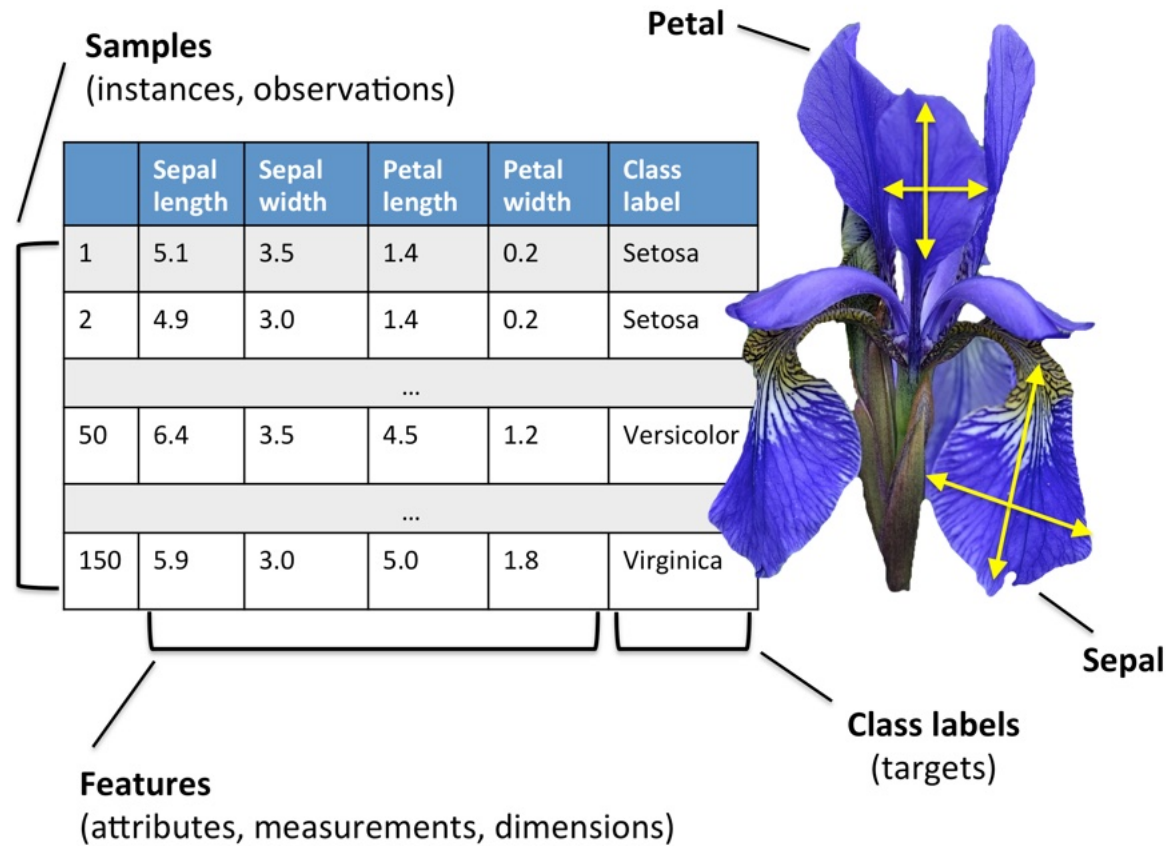 Samples
(instances, observations)
Petal
Sepal length Sepal width Petal length Petal width Class label
1 5.1 3.5 1.4 0.2 Setosa
2 4.9 3.0 1.4 0.2 Setosa
...
50 6.4 3.5 4.5 1.2 Versicolor
...
150 5.9 3.0 5.0 1.8 Virginica
Sepal
Class labels
(targets)
Features
(attributes, measurements, dimensions)